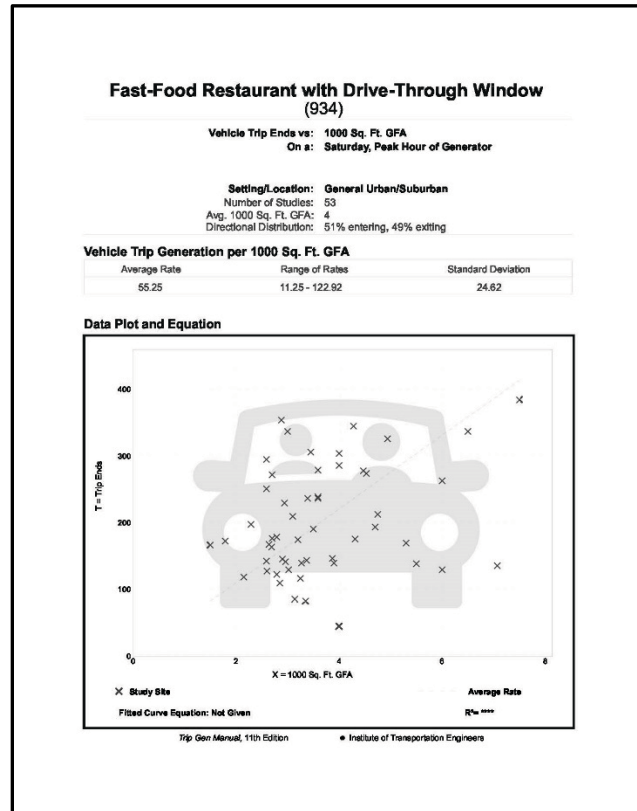 Fast-Food Restaurant with Drive-Through Window
(934)
Vehicle Trip Ends vs: 1000 Sq. Ft. GFA
On a: Saturday, Peak Hour of Generator
Setting/Location: General Urban/Suburban
Number of Studies: 53
Avg. 1000 Sq. Ft. GFA: 4
Directional Distribution: 51% entering, 49% exiting
Vehicle Trip Generation per 1000 Sq. Ft. GFA
Average Rate Range of Rates Standard Deviation
55.25 11.25 - 122.92 24.62
Data Plot and Equation
400
300
200
100
0
T = Trip Ends
0 2 4 6 8
X = 1000 Sq. Ft. GFA
× Study Site Average Rate
Fitted Curve Equation: Not Given R²= ****
Trip Gen Manual, 11th Edition ● Institute of Transportation Engineers